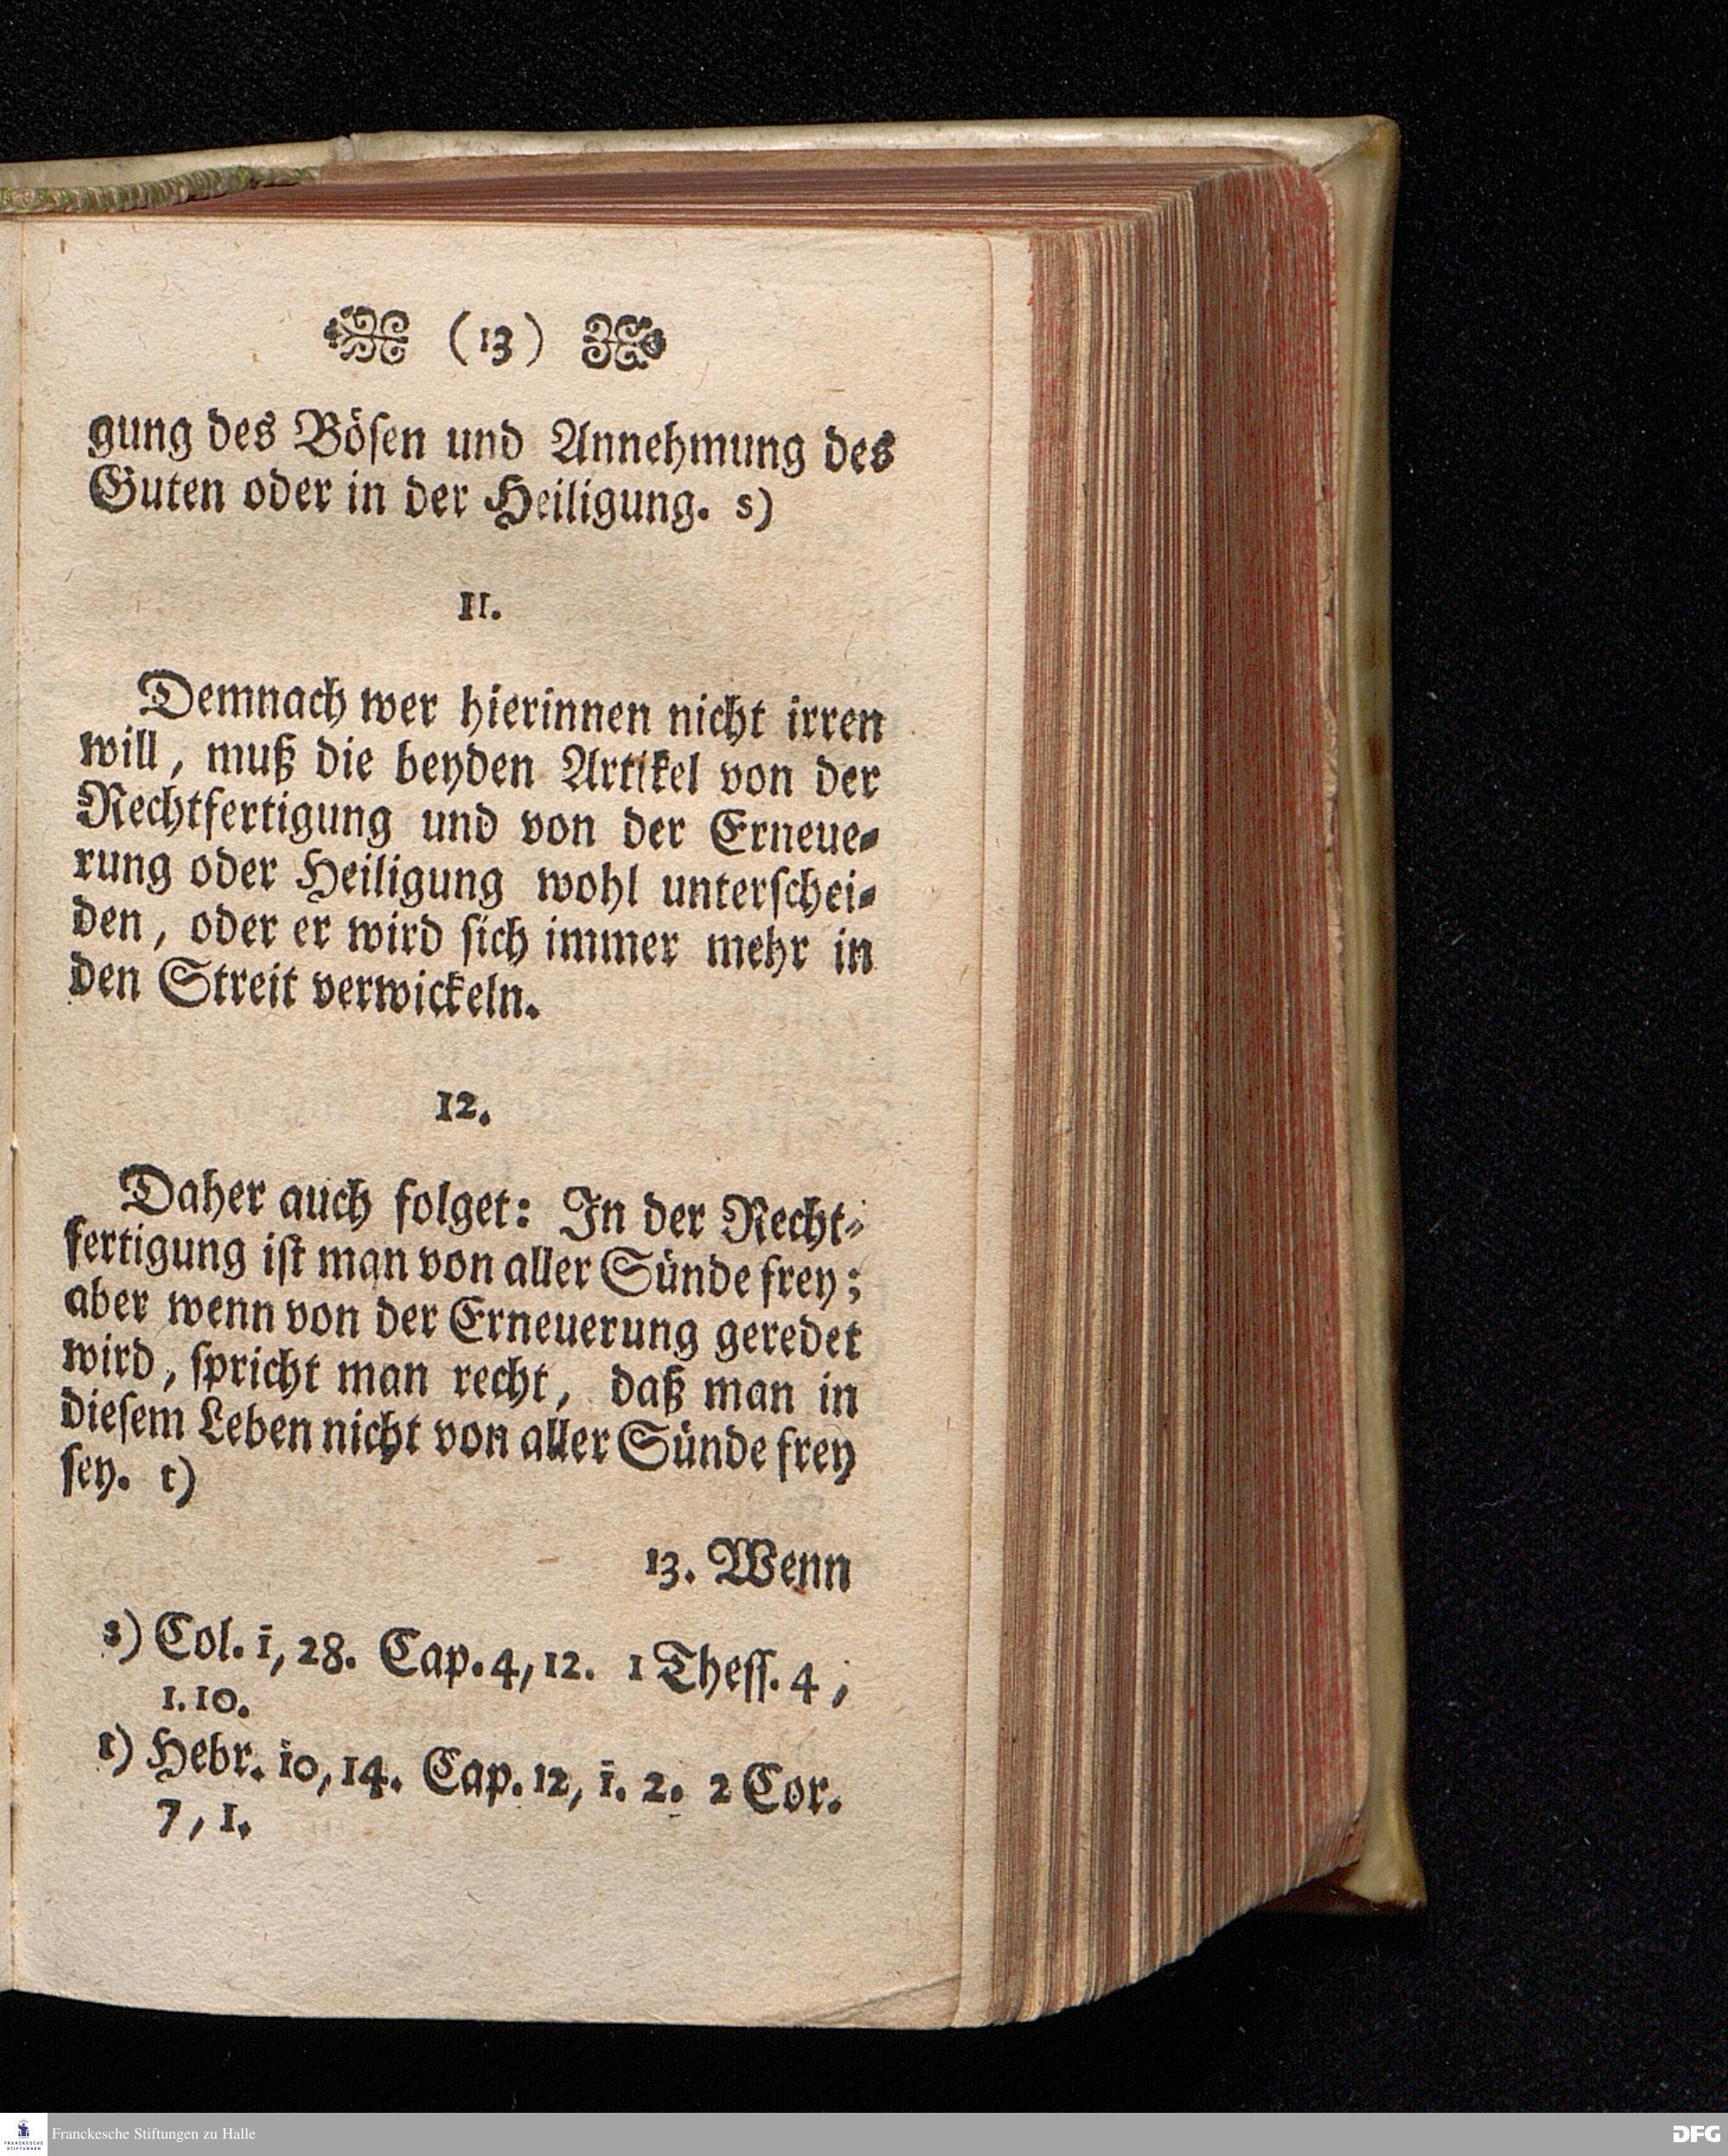 (13)
gung des Bösen und Annehmung des
Guten oder in der Heiligung. s)
11.
Demnach wer hierinnen nicht irren
will, muß die beyden Artikel von der
Rechtfertigung und von der Erneue-
rung oder Heiligung wohl unterschei-
den, oder er wird sich immer mehr in
den Streit verwickeln.
12.
Daher auch folget: In der Recht-
fertigung ist man von aller Sünde frey;
aber wenn von der Erneuerung geredet
wird, spricht man recht, daß man in
diesem Leben nicht von aller Sünde frey
sey. t)
13. Wenn
s) Col. 1, 28. Cap. 4, 12. 1 Thess. 4,
1. 10.
t) Hebr. 10, 14. Cap. 12, 1. 2. 2 Cor.
7, 1.
FRANCKESCHE
STIFTUNGEN
Franckesche Stiftungen zu Halle
DFG